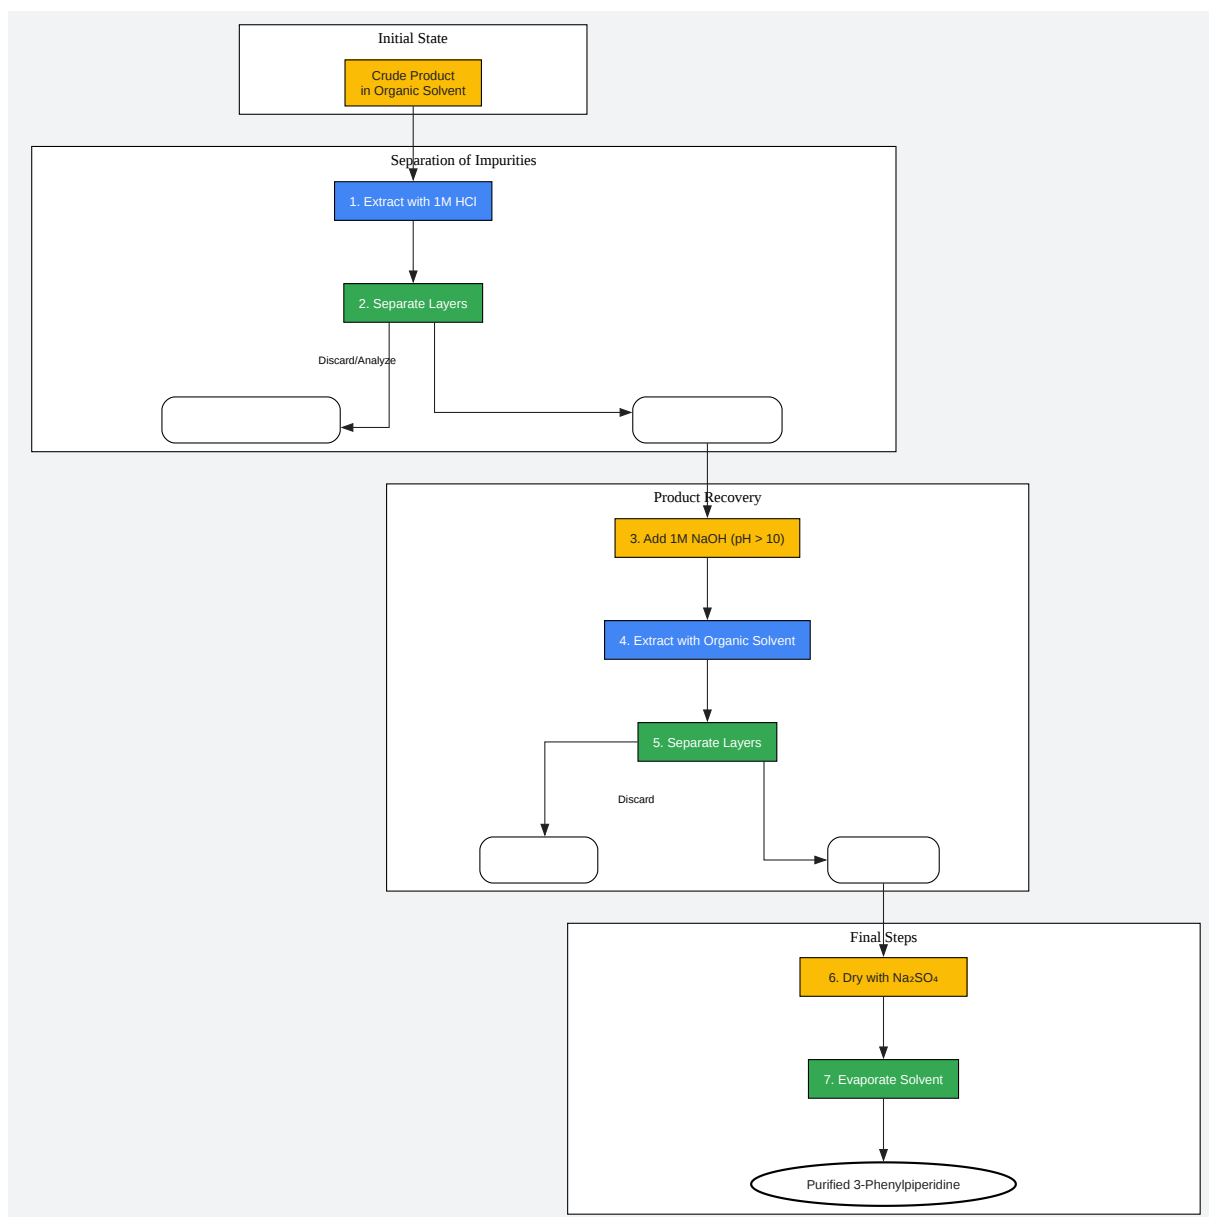 Initial State
Crude Product
in Organic Solvent
Separation of Impurities
1. Extract with 1M HCl
2. Separate Layers
Discard/Analyze
Product Recovery
3. Add 1M NaOH (pH > 10)
4. Extract with Organic Solvent
5. Separate Layers
Discard
Final Steps
6. Dry with Na₂SO₄
7. Evaporate Solvent
Purified 3-Phenylpiperidine